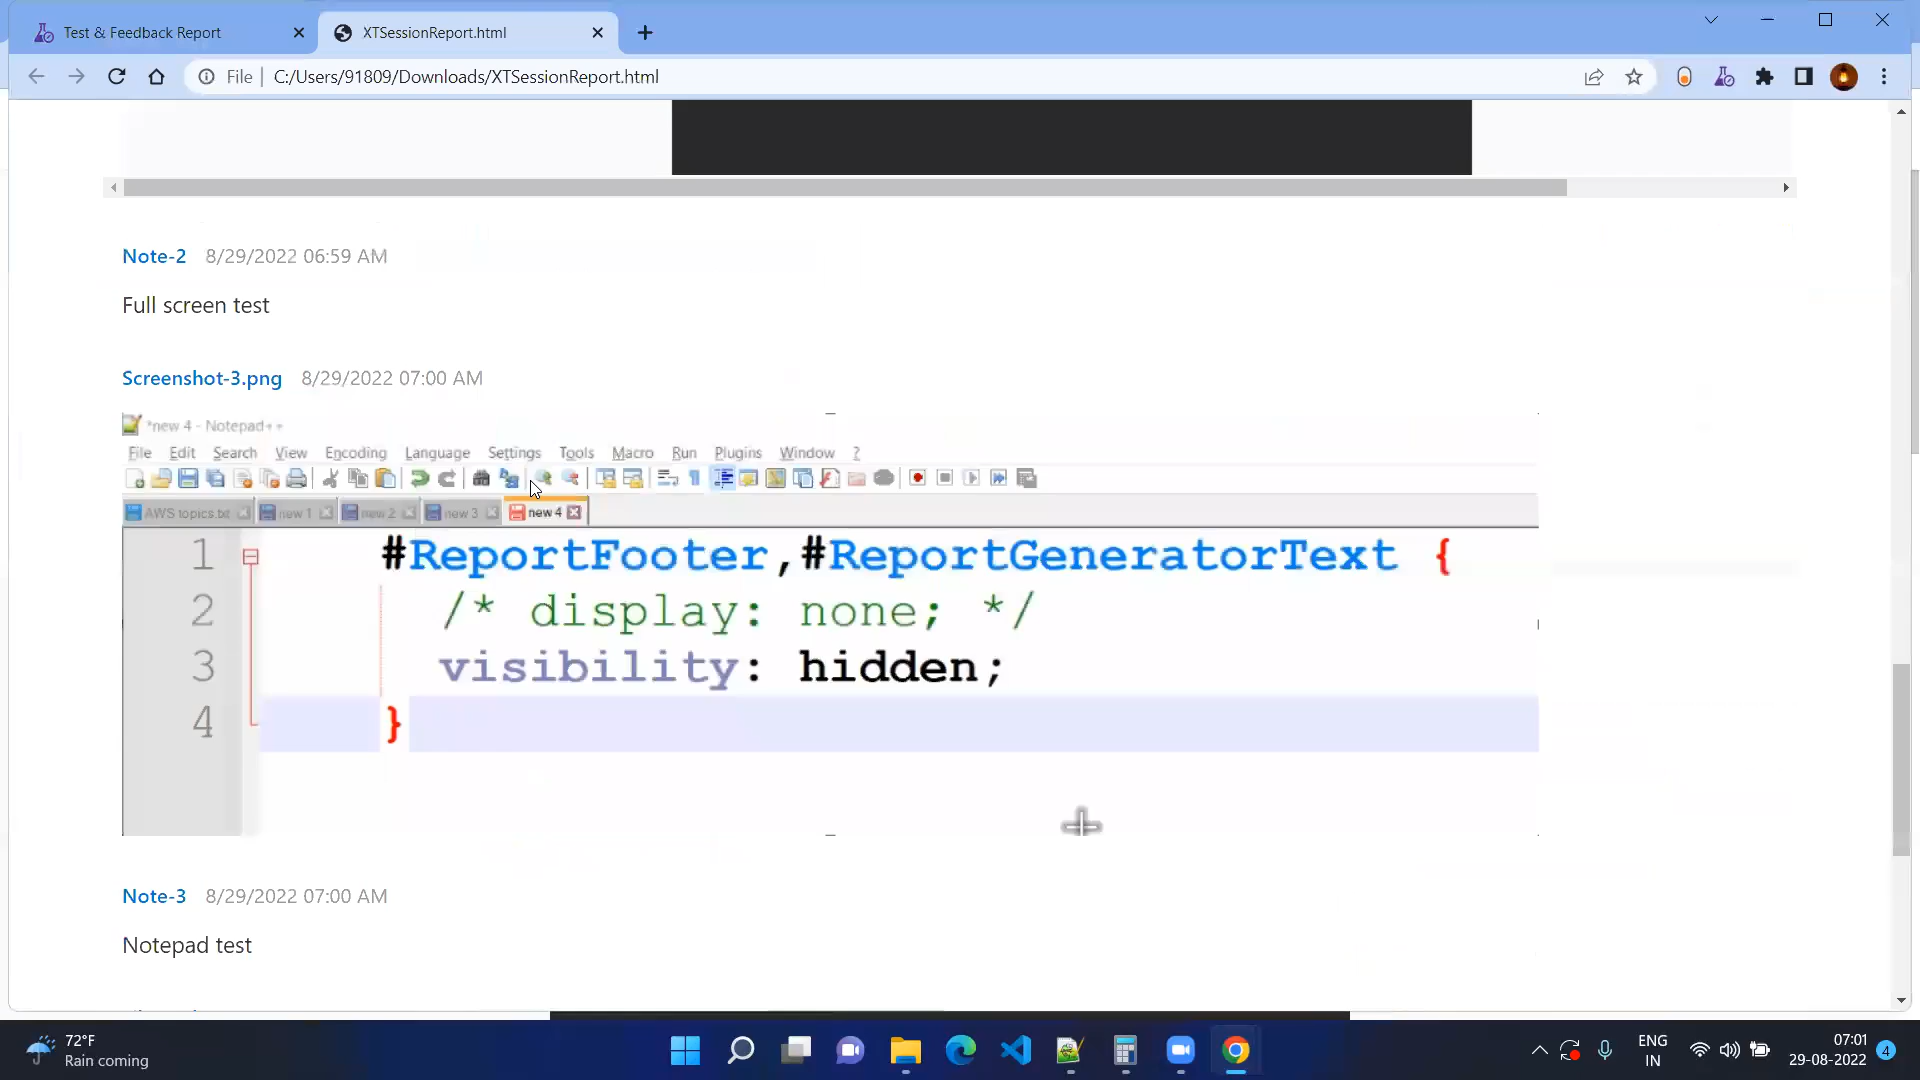 Test & Feedback Report
XTSessionReport.html
File
C:/Users/91809/Downloads/XTSessionReport.html
Note-2 8/29/2022 06:59 AM
Full screen test
Screenshot-3.png 8/29/2022 07:00 AM
*new 4 - Notepad++
File Edit Search View Encoding Language Settings Tools Macro Run Plugins Window ?
AWS topics.txt new 1 new 2 new 3 new 4
1 #ReportFooter,#ReportGeneratorText {
2 /* display: none; */
3 visibility: hidden;
4 }
Note-3 8/29/2022 07:00 AM
Notepad test
72°F
Rain coming
ENG
IN
07:01
29-08-2022
4